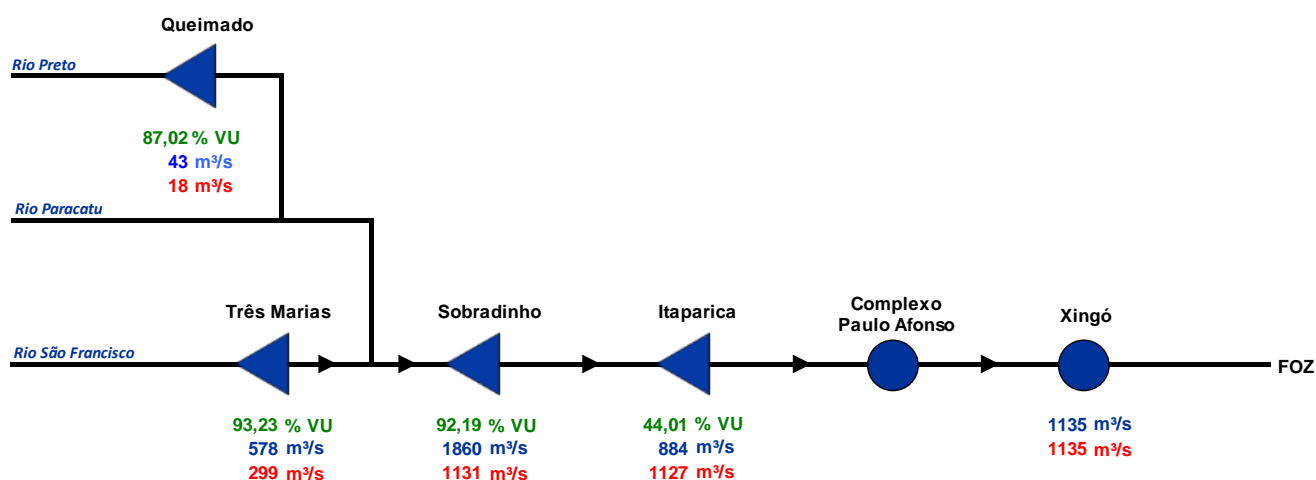 Queimado
Rio Preto
87,02 % VU
43 m³/s
18 m³/s
Rio Paracatu
Três Marias
Sobradinho
Itaparica
Complexo
Paulo Afonso
Xingó
Rio São Francisco
FOZ
93,23 % VU
578 m³/s
299 m³/s
92,19 % VU
1860 m³/s
1131 m³/s
44,01 % VU
884 m³/s
1127 m³/s
1135 m³/s
1135 m³/s